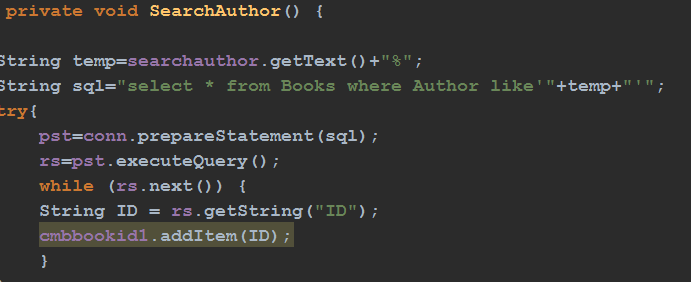 private void SearchAuthor() {
String temp=searchauthor.getText()+"%";
String sql="select * from Books where Author like'"+temp+"'";
try{
pst=conn.prepareStatement(sql);
rs=pst.executeQuery();
while (rs.next()) {
String ID = rs.getString("ID");
cmbbookid1.addItem(ID);
}